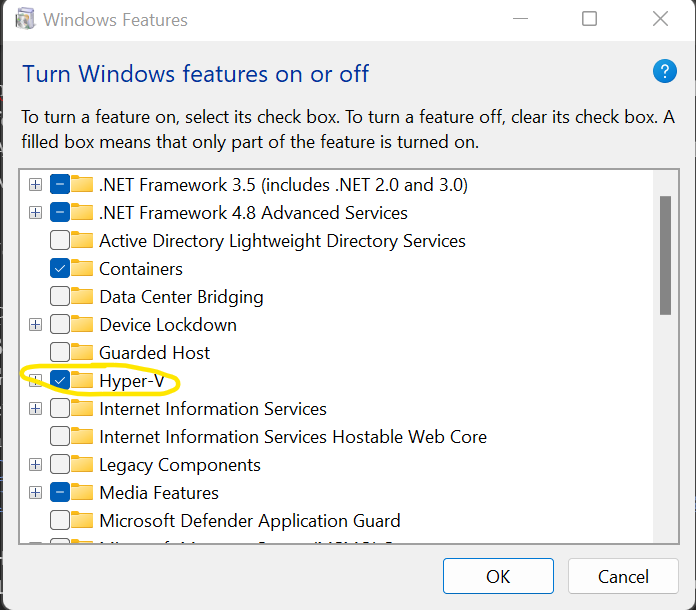 Windows Features
Turn Windows features on or off
?
To turn a feature on, select its check box. To turn a feature off, clear its check box. A
filled box means that only part of the feature is turned on.
.NET Framework 3.5 (includes .NET 2.0 and 3.0)
.NET Framework 4.8 Advanced Services
Active Directory Lightweight Directory Services
Containers
Data Center Bridging
Device Lockdown
Guarded Host
Hyper-V
Internet Information Services
Internet Information Services Hostable Web Core
Legacy Components
Media Features
Microsoft Defender Application Guard
OK
Cancel